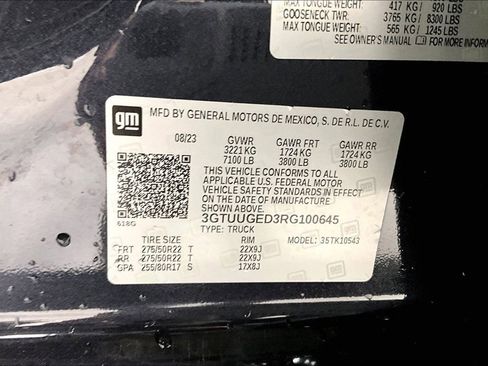 MAX TONGUE WEIGHT: 417 KG/ 920 LBS
GOOSENECK TWR: 3765 KG/ 8300 LBS
MAX TONGUE WEIGHT: 565 KG/ 1245 LBS
SEE OWNER'S MANUAL FOR
gm
MFD BY GENERAL MOTORS DE MEXICO, S. DE R.L. DE C.V.
08/23 GVWR GAWR FRT GAWR RR
3221 KG 1724 KG 1724 KG
7100 LB 3800 LB 3800 LB
THIS VEHICLE CONFORMS TO ALL
APPLICABLE U.S. FEDERAL MOTOR
VEHICLE SAFETY STANDARDS IN EFFECT
ON THE DATE OF MANUFACTURE
SHOWN ABOVE.
3GTUUGED3RG100645
618G TYPE: TRUCK MODEL: 35TK10543
TIRE SIZE RIM
FRT 275/50R22 T 22X9J
RR 275/50R22 T 22X9J
GPA 255/80R17 S 17X8J